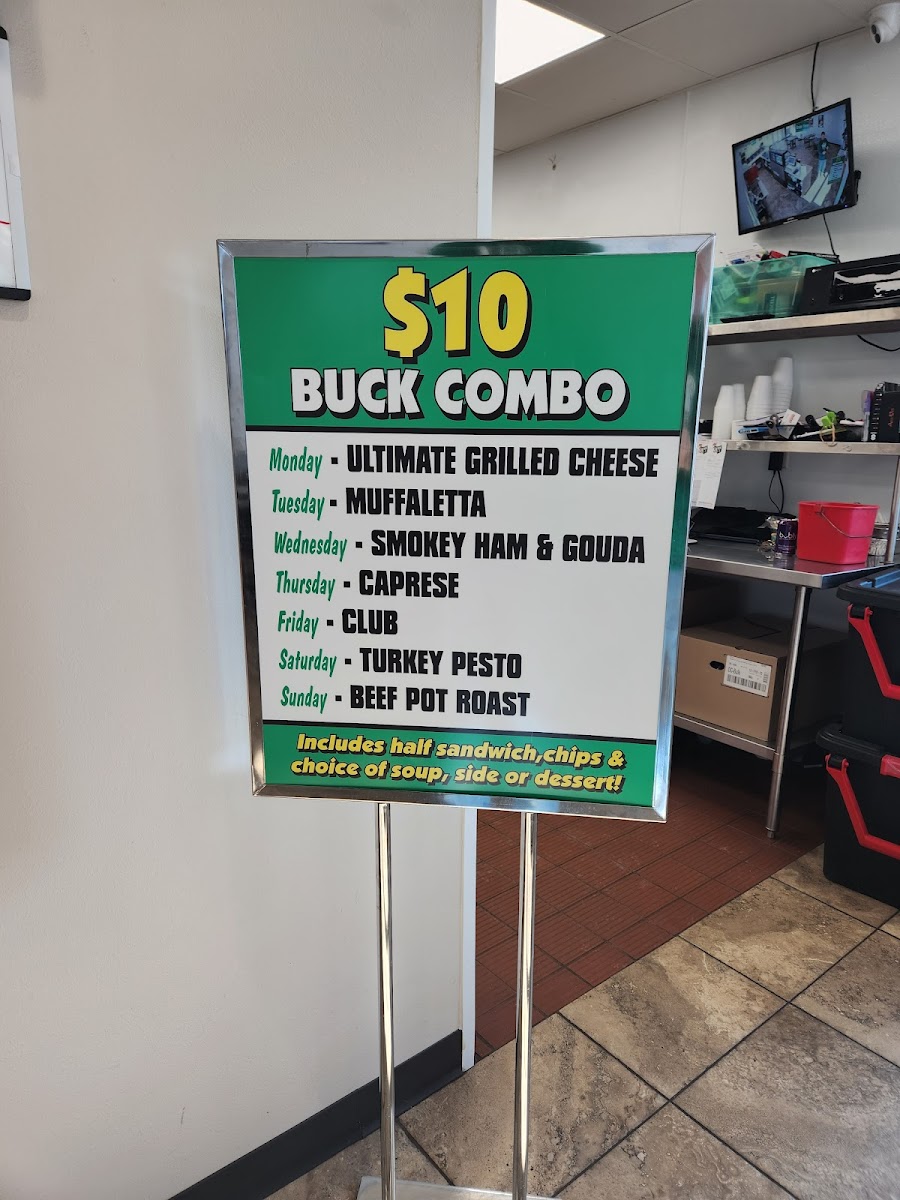 $10
BUCK COMBO
Monday - ULTIMATE GRILLED CHEESE
Tuesday - MUFFALETTA
Wednesday - SMOKEY HAM & GOUDA
Thursday - CAPRESE
Friday - CLUB
Saturday - TURKEY PESTO
Sunday - BEEF POT ROAST
Includes half sandwich,chips &
choice of soup, side or dessert!